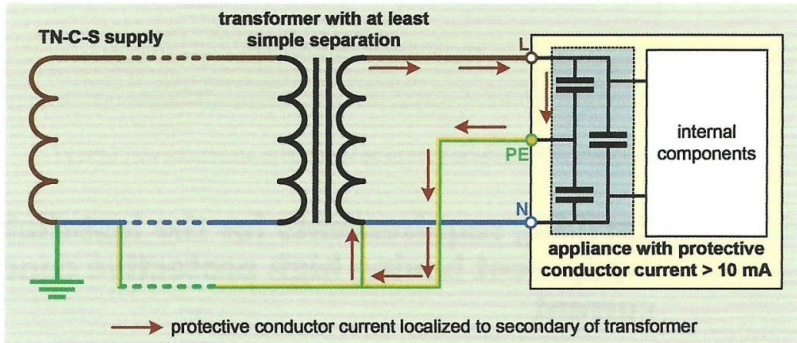 TN-C-S supply
transformer with at least
simple separation
L
PE
N
internal
components
appliance with protective
conductor current > 10 mA
protective conductor current localized to secondary of transformer